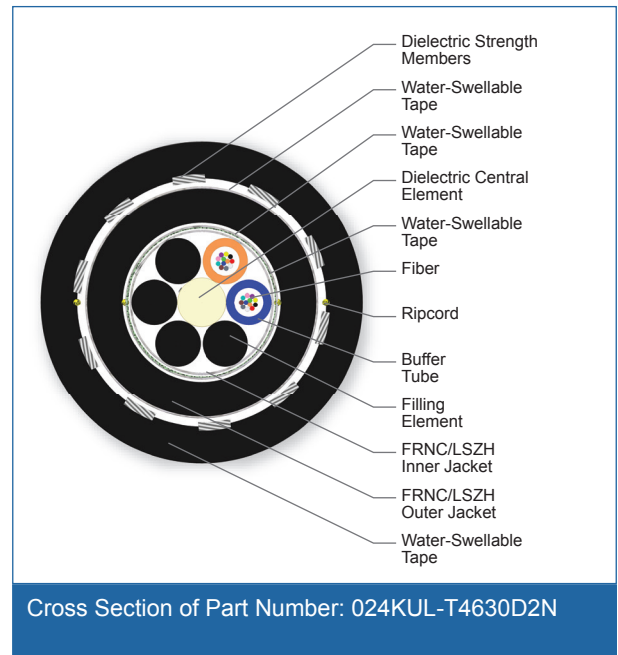 Dielectric Strength
Members
Water-Swellable
Tape
Water-Swellable
Tape
Dielectric Central
Element
Water-Swellable
Tape
Fiber
Ripcord
Buffer
Tube
Filling
Element
FRNC/LSZH
Inner Jacket
FRNC/LSZH
Outer Jacket
Water-Swellable
Tape
Cross Section of Part Number: 024KUL-T4630D2N